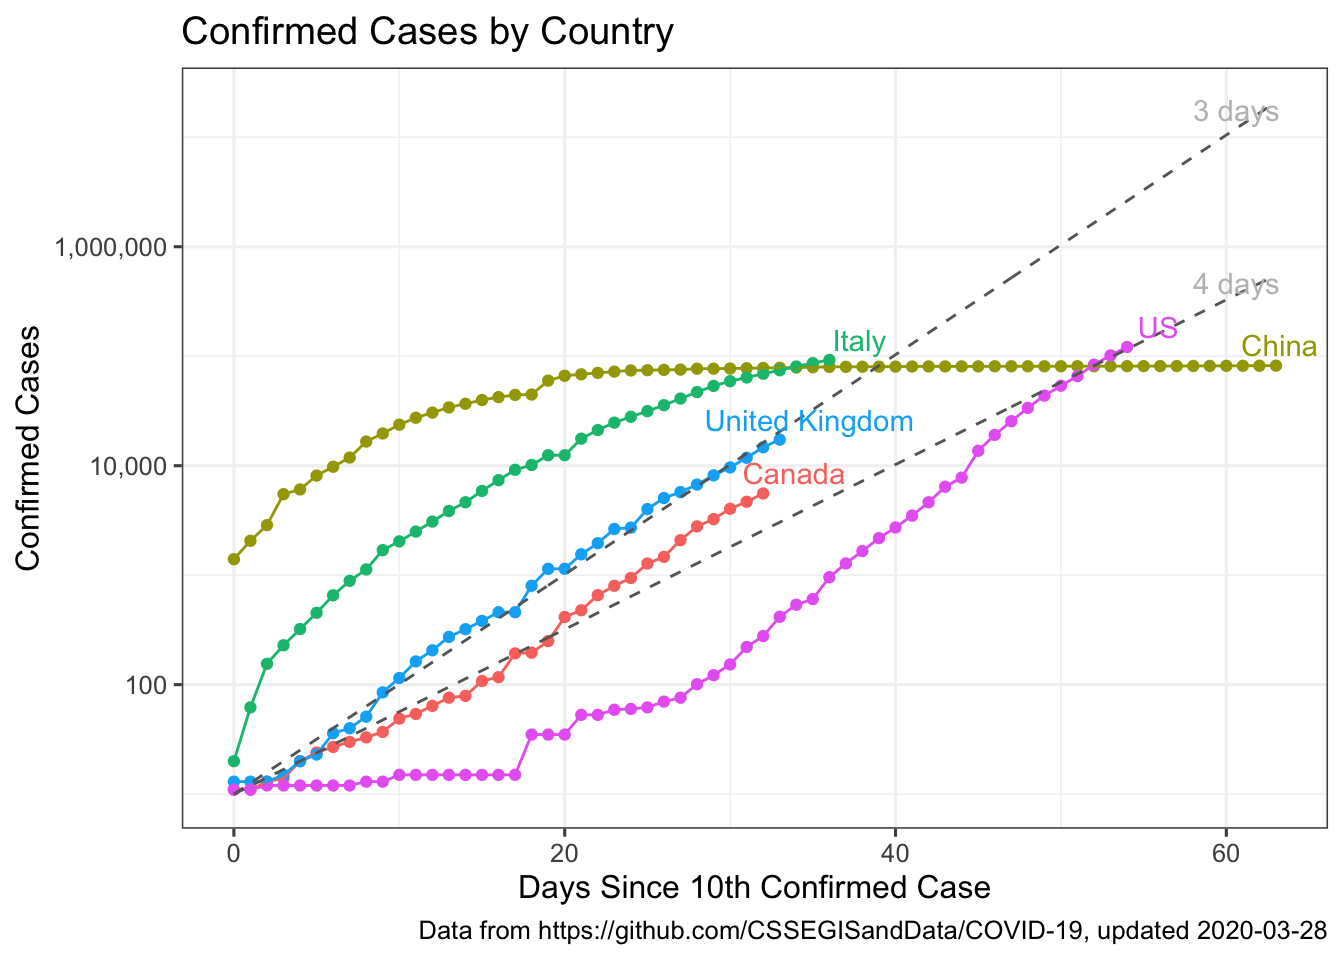 Confirmed Cases by Country
3 days
1,000,000
4 days
US
Italy
China
United Kingdom
10,000
Canada
Confirmed Cases
100
0 20 40 60
Days Since 10th Confirmed Case
Data from https://github.com/CSSEGISandData/COVID-19, updated 2020-03-28